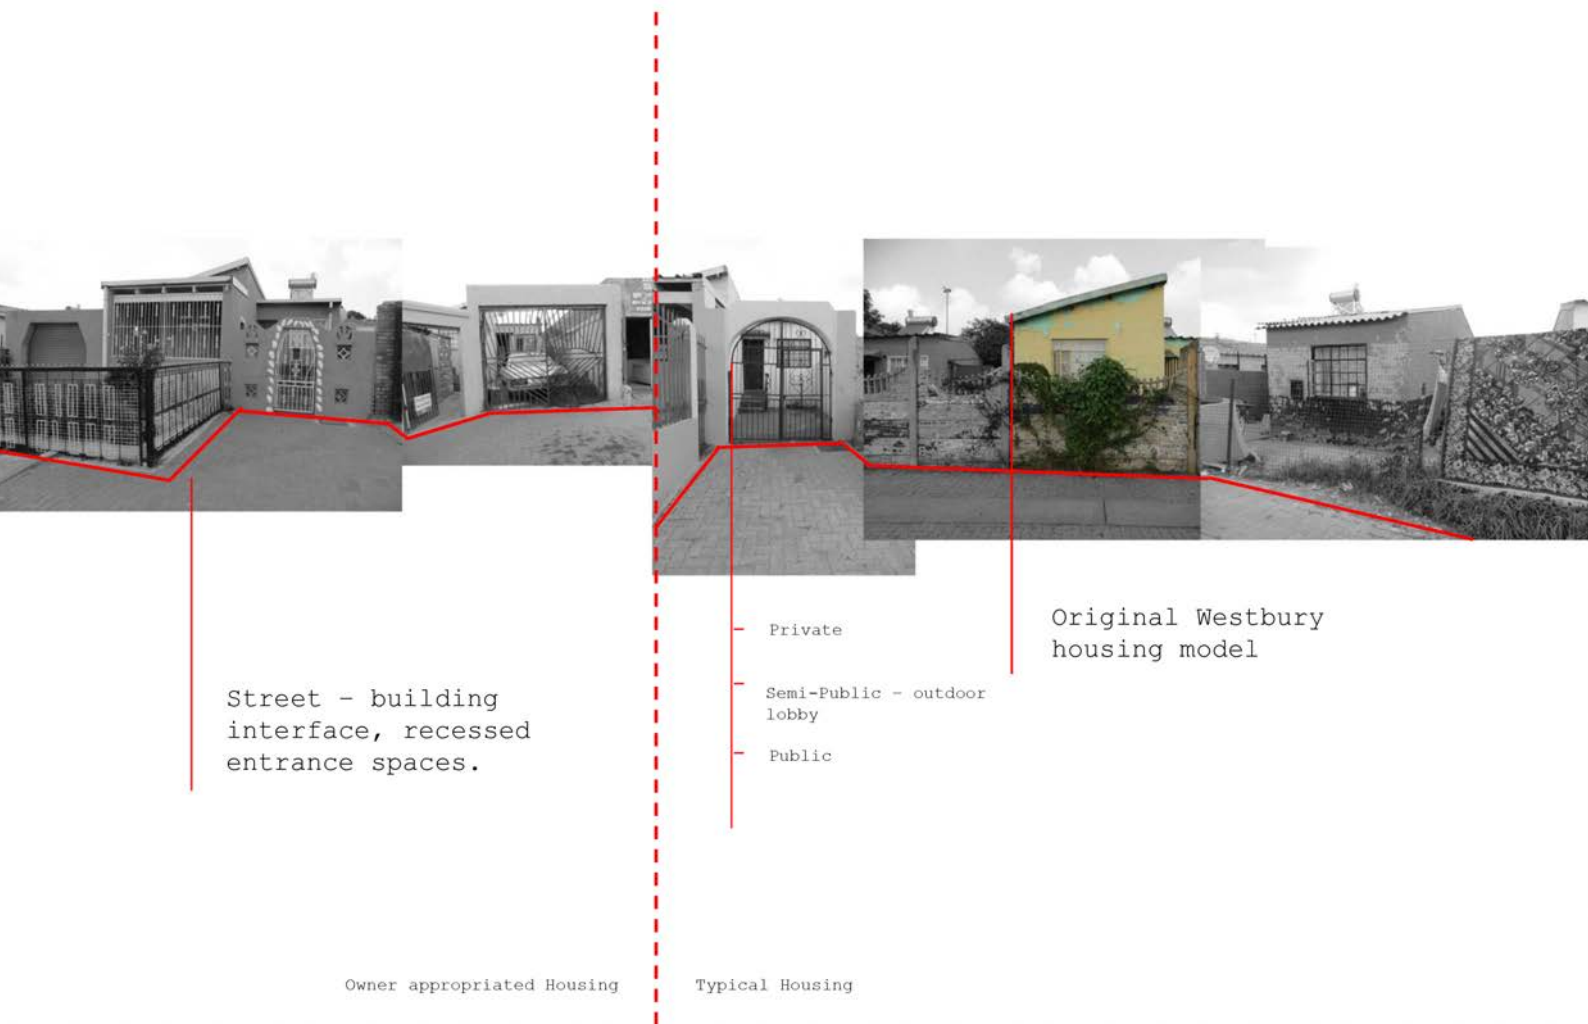 Private
Original Westbury
housing model
Semi-Public – outdoor
lobby
Street – building
interface, recessed
entrance spaces.
Public
Owner appropriated Housing
Typical Housing